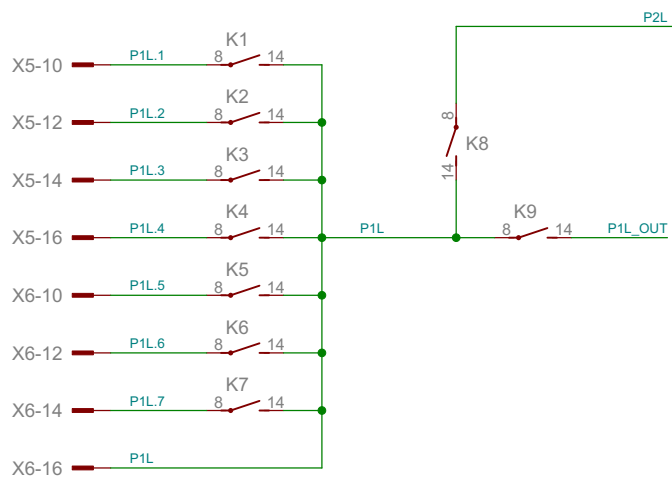 P2L
K1
X5-10 P1L.1 8 14
K2
X5-12 P1L.2 8 14
8
K8
14
K3
X5-14 P1L.3 8 14
K4
X5-16 P1L.4 8 14 P1L
K9
8 14 P1L_OUT
K5
X6-10 P1L.5 8 14
K6
X6-12 P1L.6 8 14
K7
X6-14 P1L.7 8 14
X6-16 P1L